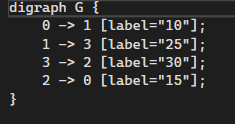 digraph G {
    0 -> 1 [label="10"];
    1 -> 3 [label="25"];
    3 -> 2 [label="30"];
    2 -> 0 [label="15"];
}